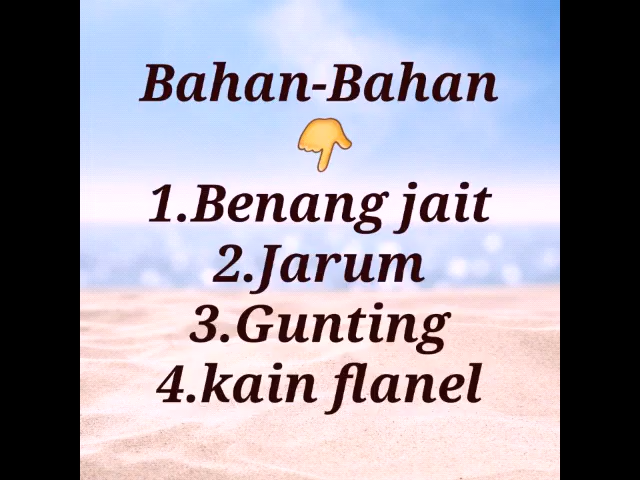 Bahan-Bahan
👇
1.Benang jait
2.Jarum
3.Gunting
4.kain flanel